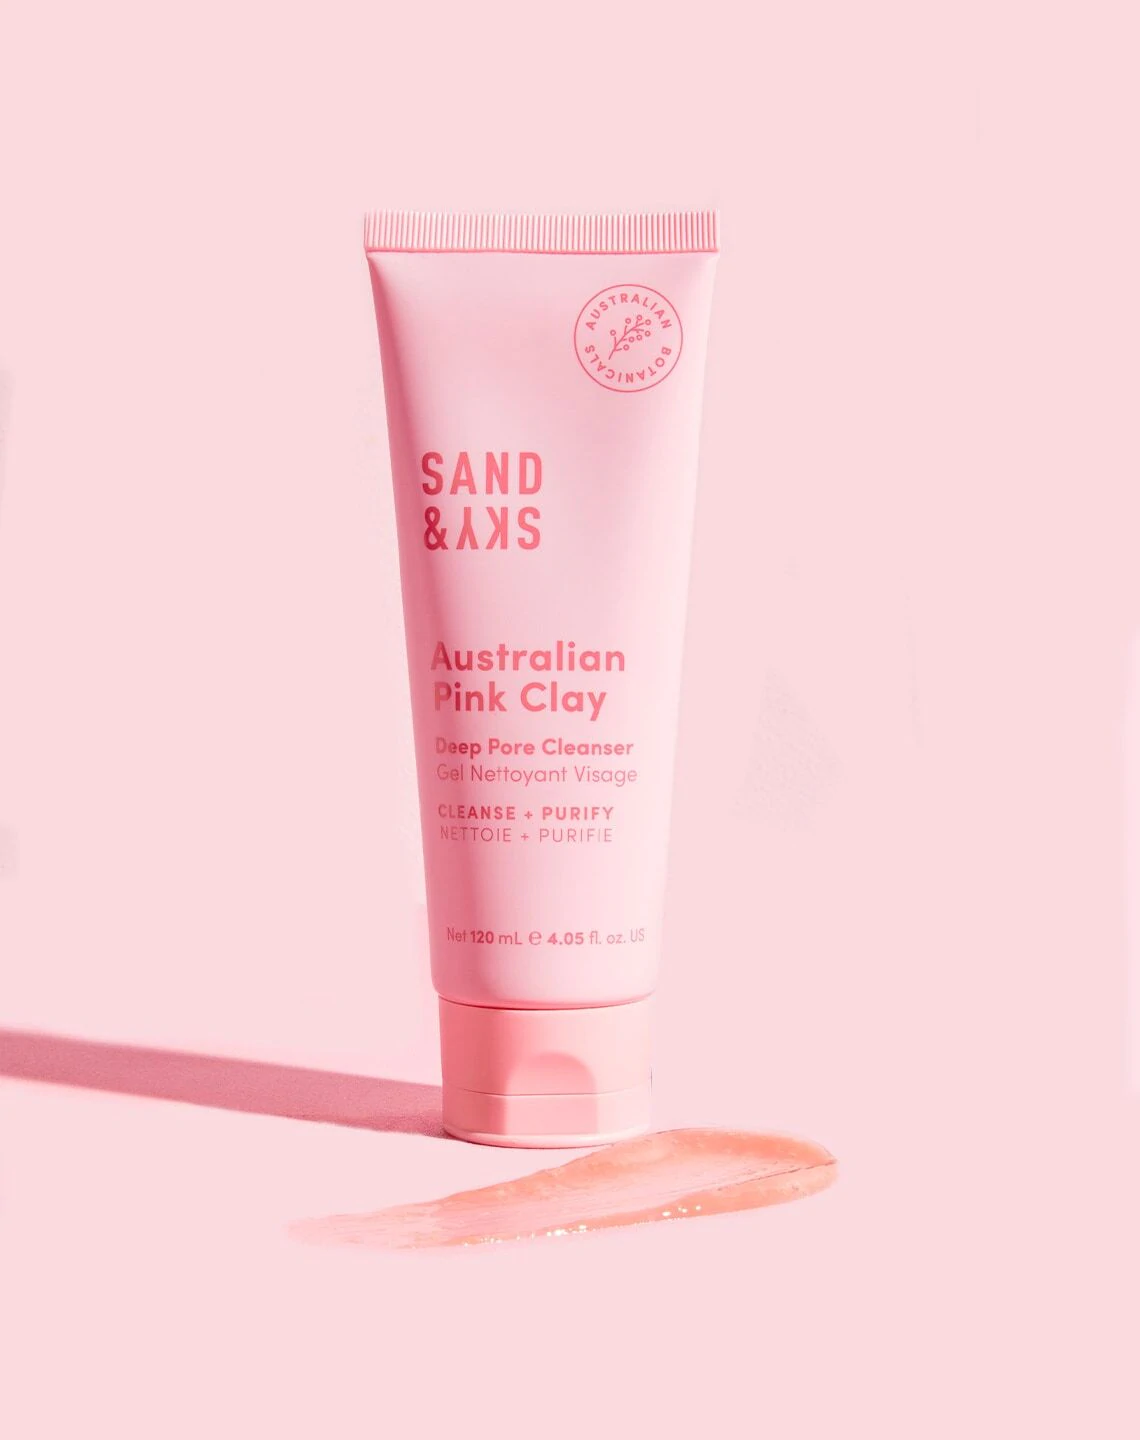 AUSTRALIAN BOTANICALS
SAND
& SKY
Australian
Pink Clay
Deep Pore Cleanser
Gel Nettoyant Visage
CLEANSE + PURIFY
NETTOIE + PURIFIE
Net 120 mL ℮ 4.05 fl. oz. US